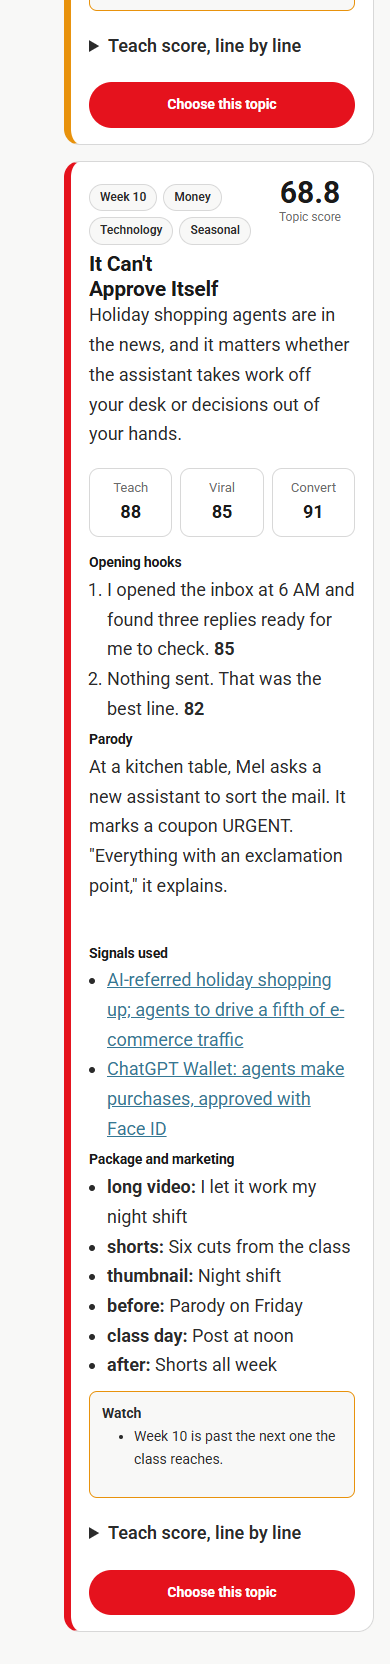 ▶ Teach score, line by line
Choose this topic
Week 10
Money
68.8
Topic score
Technology
Seasonal
It Can't
Approve Itself
Holiday shopping agents are in
the news, and it matters whether
the assistant takes work off
your desk or decisions out of
your hands.
Teach
Viral
Convert
88
85
91
Opening hooks
1. I opened the inbox at 6 AM and
found three replies ready for
me to check. 85
2. Nothing sent. That was the
best line. 82
Parody
At a kitchen table, Mel asks a
new assistant to sort the mail. It
marks a coupon URGENT.
"Everything with an exclamation
point," it explains.
Signals used
• AI-referred holiday shopping
up; agents to drive a fifth of e-
commerce traffic
• ChatGPT Wallet: agents make
purchases, approved with
Face ID
Package and marketing
• long video: I let it work my
night shift
• shorts: Six cuts from the class
• thumbnail: Night shift
• before: Parody on Friday
• class day: Post at noon
• after: Shorts all week
Watch
• Week 10 is past the next one the
class reaches.
▶ Teach score, line by line
Choose this topic